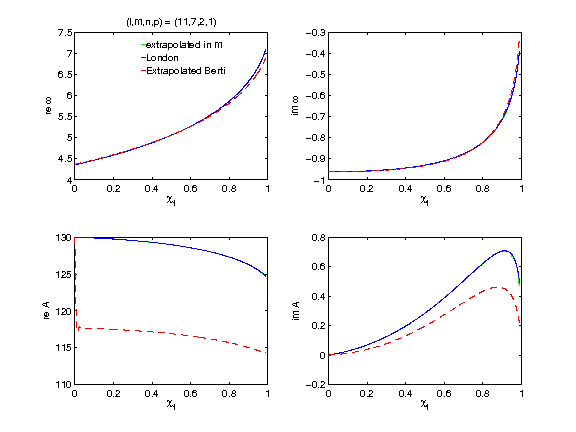 (l,m,n,p) = (11,7,2,1)
7.5
7
6.5
6
5.5
5
4.5
4
0 0.2 0.4 0.6 0.8 1
χf
re ω
extrapolated in m
London
Extrapolated Berti
−0.3
−0.4
−0.5
−0.6
−0.7
−0.8
−0.9
−1
0 0.2 0.4 0.6 0.8 1
χf
im ω
130
125
120
115
110
0 0.2 0.4 0.6 0.8 1
χf
re A
0.8
0.6
0.4
0.2
0
−0.2
0 0.2 0.4 0.6 0.8 1
χf
im A